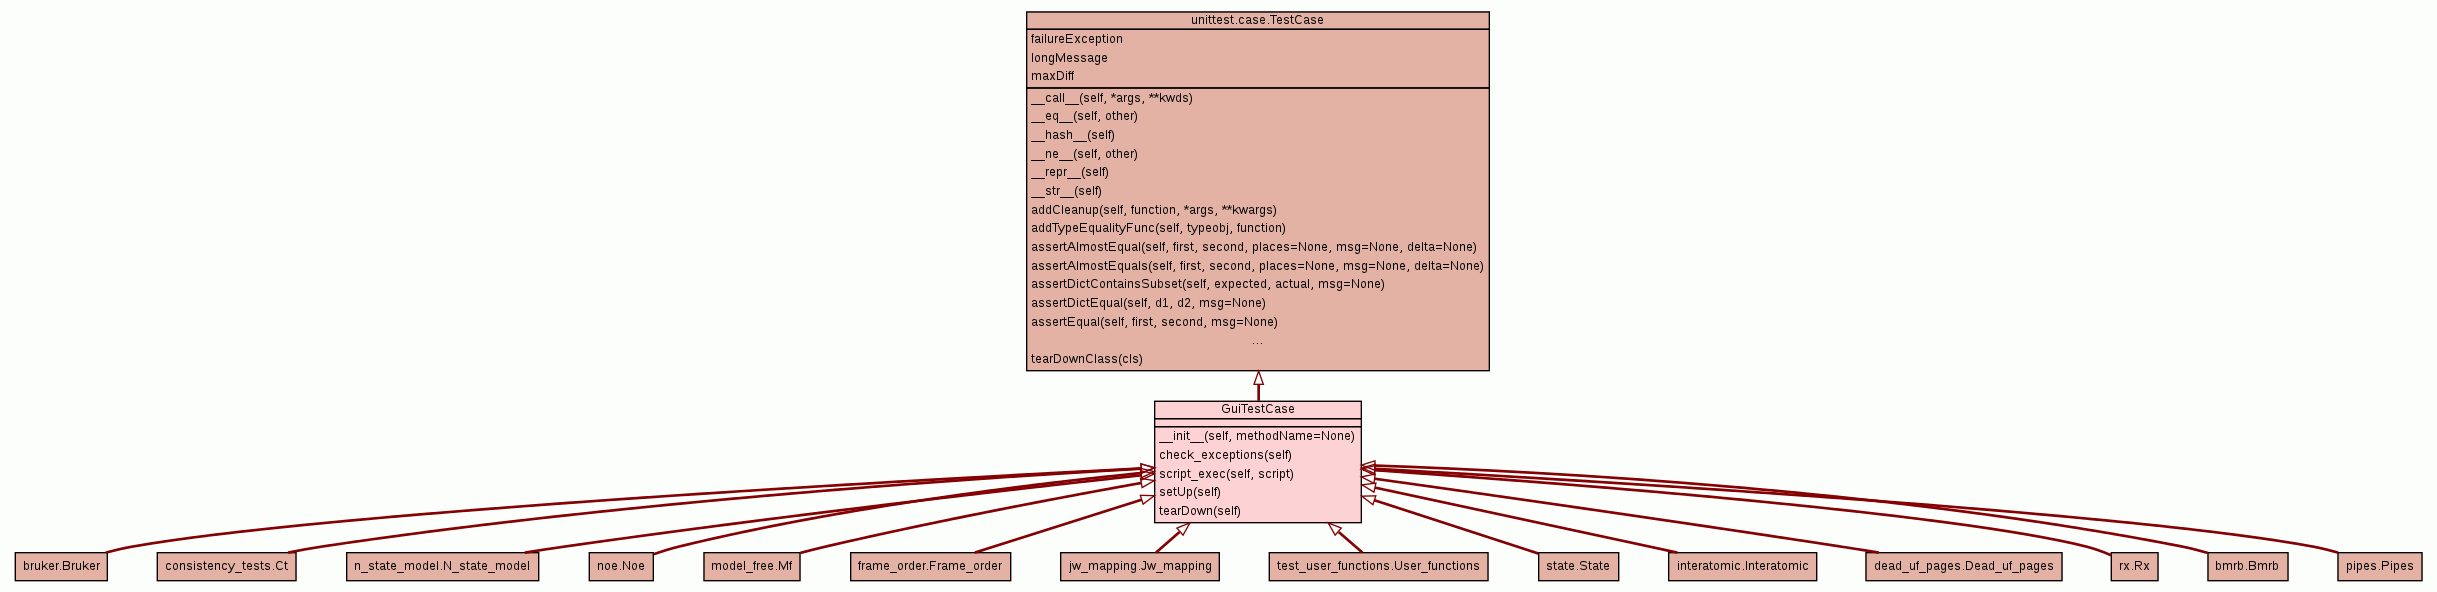 unittest.case.TestCase
failureException
longMessage
maxDiff
__call__(self, *args, **kwds)
__eq__(self, other)
__hash__(self)
__ne__(self, other)
__repr__(self)
__str__(self)
addCleanup(self, function, *args, **kwargs)
addTypeEqualityFunc(self, typeobj, function)
assertAlmostEqual(self, first, second, places=None, msg=None, delta=None)
assertAlmostEquals(self, first, second, places=None, msg=None, delta=None)
assertDictContainsSubset(self, expected, actual, msg=None)
assertDictEqual(self, d1, d2, msg=None)
assertEqual(self, first, second, msg=None)
...
tearDownClass(cls)
GuiTestCase
__init__(self, methodName=None)
check_exceptions(self)
script_exec(self, script)
setUp(self)
tearDown(self)
bruker.Bruker
consistency_tests.Ct
n_state_model.N_state_model
noe.Noe
model_free.Mf
frame_order.Frame_order
jw_mapping.Jw_mapping
test_user_functions.User_functions
state.State
interatomic.Interatomic
dead_uf_pages.Dead_uf_pages
rx.Rx
bmrb.Bmrb
pipes.Pipes